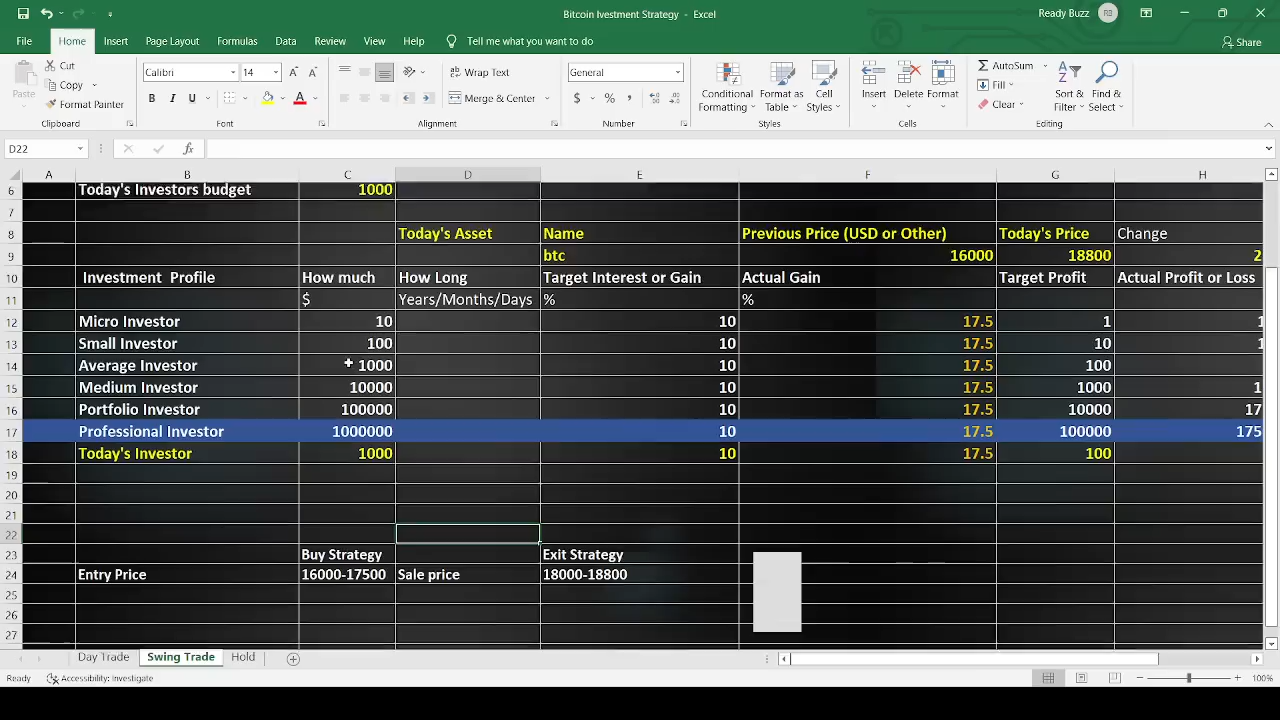 Bitcoin Ivestment Strategy - Excel
Ready Buzz RB
File Home Insert Page Layout Formulas Data Review View Help Tell me what you want to do Share
Paste Cut Copy Format Painter Clipboard
Calibri 14 A A B I U A Font
Wrap Text Merge & Center Alignment
General $ % , Number
Conditional Formatting Format as Table Cell Styles Styles
Insert Delete Format Cells
AutoSum Fill Clear Sort & Filter Find & Select Editing
D22 fx
A B C D E F G H
6 Today's Investors budget 1000
7
8 Today's Asset Name Previous Price (USD or Other) Today's Price Change
9 btc 16000 18800 2
10 Investment Profile How much How Long Target Interest or Gain Actual Gain Target Profit Actual Profit or Loss
11 $ Years/Months/Days % %
12 Micro Investor 10 10 17.5 1 1
13 Small Investor 100 10 17.5 10 1
14 Average Investor 1000 10 17.5 100
15 Medium Investor 10000 10 17.5 1000 1
16 Portfolio Investor 100000 10 17.5 10000 17
17 Professional Investor 1000000 10 17.5 100000 175
18 Today's Investor 1000 10 17.5 100
19
20
21
22
23 Buy Strategy Exit Strategy
24 Entry Price 16000-17500 Sale price 18000-18800
25
26
27
Day Trade Swing Trade Hold
Ready Accessibility: Investigate 100%